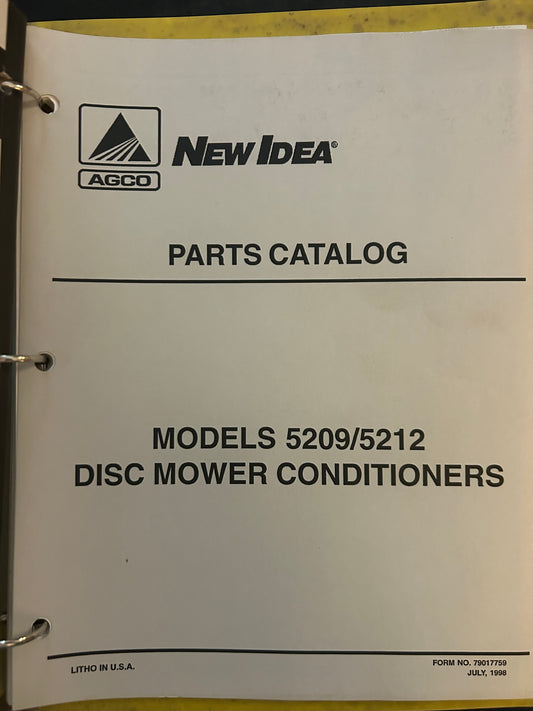 NEW IDEA®
AGCO
PARTS CATALOG
MODELS 5209/5212
DISC MOWER CONDITIONERS
LITHO IN U.S.A.
FORM NO. 79017759
JULY, 1998